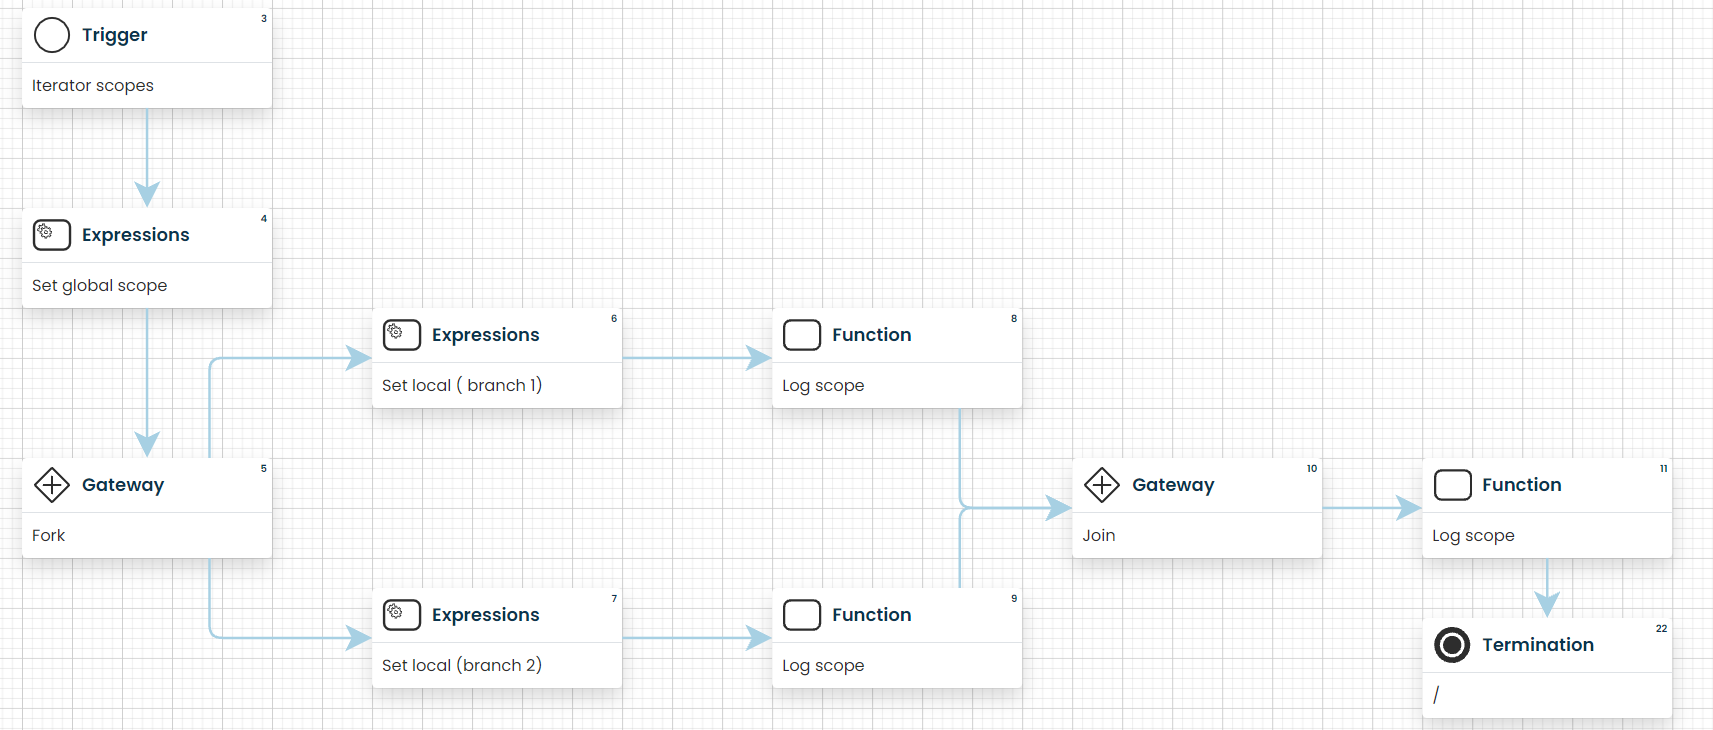 3
Trigger
Iterator scopes
4
Expressions
Set global scope
5
Gateway
Fork
6
Expressions
Set local ( branch 1)
7
Expressions
Set local (branch 2)
8
Function
Log scope
9
Function
Log scope
10
Gateway
Join
11
Function
Log scope
22
Termination
/